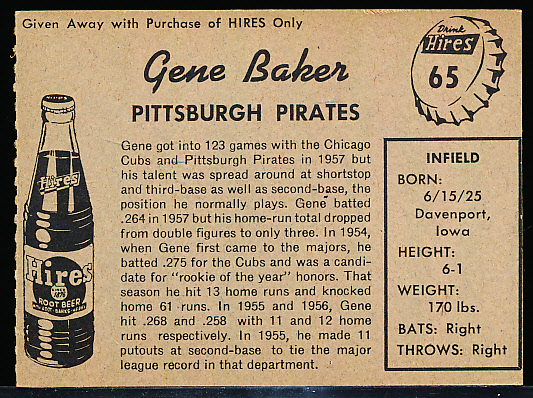 Given Away with Purchase of HIRES Only
Drink
Hires
65
Gene Baker
PITTSBURGH PIRATES
Gene got into 123 games with the Chicago
Cubs and Pittsburgh Pirates in 1957 but
his talent was spread around at shortstop
and third-base as well as second-base, the
position he normally plays. Gene batted
.264 in 1957 but his home-run total dropped
from double figures to only three. In 1954,
when Gene first came to the majors, he
batted .275 for the Cubs and was a candi-
date for "rookie of the year" honors. That
season he hit 13 home runs and knocked
home 61 runs. In 1955 and 1956, Gene
hit .268 and .258 with 11 and 12 home
runs respectively. In 1955, he made 11
putouts at second-base to tie the major
league record in that department.
INFIELD
BORN:
6/15/25
Davenport,
Iowa
HEIGHT:
6-1
WEIGHT:
170 lbs.
BATS: Right
THROWS: Right
Hires
Hires
ROOT BEER